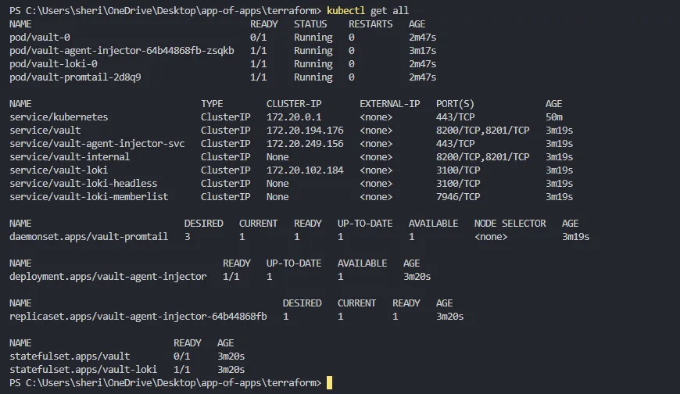 PS C:\Users\sheri\OneDrive\Desktop\app-of-apps\terraform> kubectl get all
NAME READY STATUS RESTARTS AGE
pod/vault-0 0/1 Running 0 2m47s
pod/vault-agent-injector-64b44868fb-zsqkb 1/1 Running 0 3m17s
pod/vault-loki-0 1/1 Running 0 2m47s
pod/vault-promtail-2d8q9 1/1 Running 0 2m47s
NAME TYPE CLUSTER-IP EXTERNAL-IP PORT(S) AGE
service/kubernetes ClusterIP 172.20.0.1 <none> 443/TCP 50m
service/vault ClusterIP 172.20.194.176 <none> 8200/TCP,8201/TCP 3m19s
service/vault-agent-injector-svc ClusterIP 172.20.249.156 <none> 443/TCP 3m19s
service/vault-internal ClusterIP None <none> 8200/TCP,8201/TCP 3m19s
service/vault-loki ClusterIP 172.20.102.184 <none> 3100/TCP 3m19s
service/vault-loki-headless ClusterIP None <none> 3100/TCP 3m19s
service/vault-loki-memberlist ClusterIP None <none> 7946/TCP 3m19s
NAME DESIRED CURRENT READY UP-TO-DATE AVAILABLE NODE SELECTOR AGE
daemonset.apps/vault-promtail 3 1 1 1 1 <none> 3m19s
NAME READY UP-TO-DATE AVAILABLE AGE
deployment.apps/vault-agent-injector 1/1 1 1 3m20s
NAME DESIRED CURRENT READY AGE
replicaset.apps/vault-agent-injector-64b44868fb 1 1 1 3m20s
NAME READY AGE
statefulset.apps/vault 0/1 3m20s
statefulset.apps/vault-loki 1/1 3m20s
PS C:\Users\sheri\OneDrive\Desktop\app-of-apps\terraform>